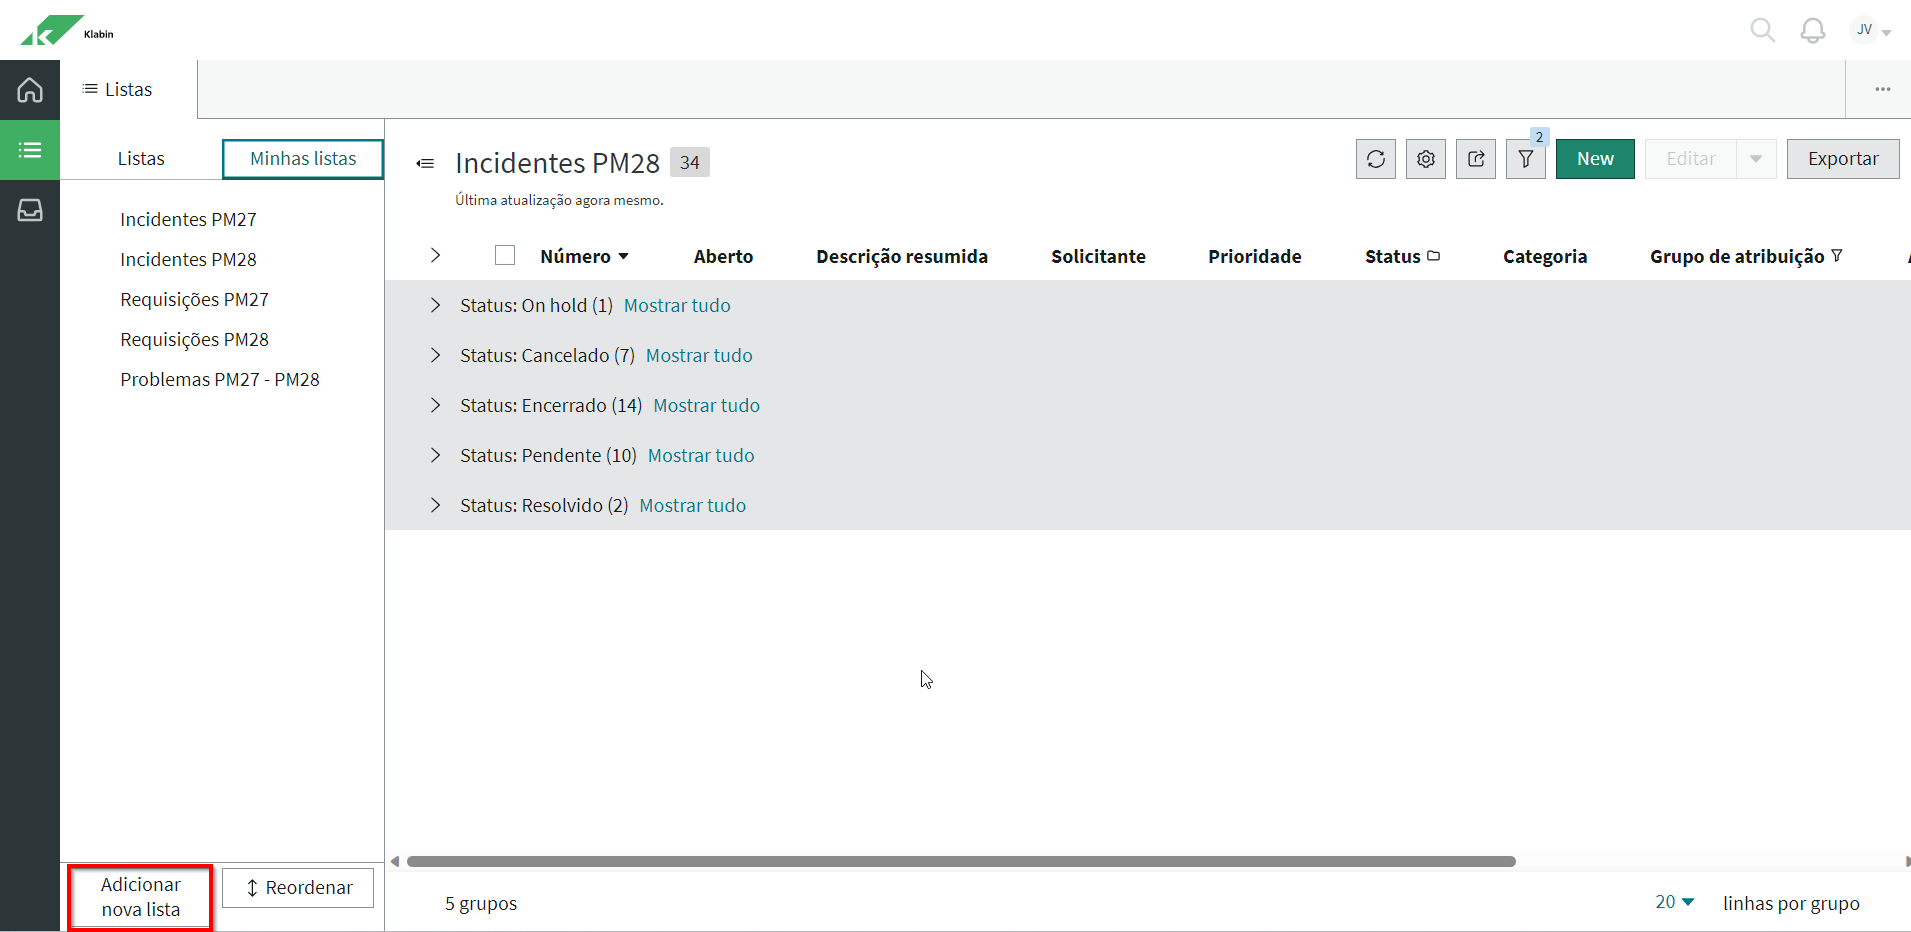 Klabin
JV
Listas
Listas
Minhas listas
Incidentes PM27
Incidentes PM28
Requisições PM27
Requisições PM28
Problemas PM27 - PM28
Adicionar
nova lista
Reordenar
Incidentes PM28 34
Última atualização agora mesmo.
2
New
Editar
Exportar
Número Aberto Descrição resumida Solicitante Prioridade Status Categoria Grupo de atribuição
Status: On hold (1) Mostrar tudo
Status: Cancelado (7) Mostrar tudo
Status: Encerrado (14) Mostrar tudo
Status: Pendente (10) Mostrar tudo
Status: Resolvido (2) Mostrar tudo
5 grupos
20 linhas por grupo